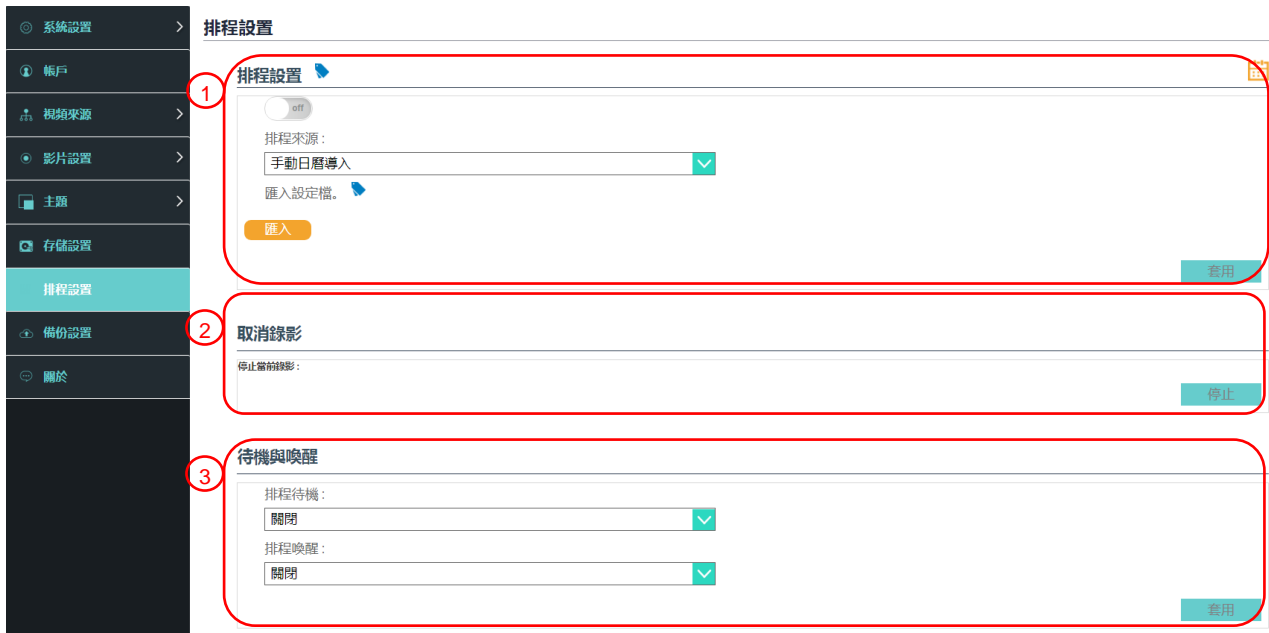 系統設置
帳戶
視頻來源
影片設置
主題
存儲設置
排程設置
備份設置
關於
排程設置
1
排程設置
off
排程來源 :
手動日曆導入
匯入設定檔。
匯入
套用
2
取消錄影
停止當前錄影 :
停止
3
待機與喚醒
排程待機 :
關閉
排程喚醒 :
關閉
套用